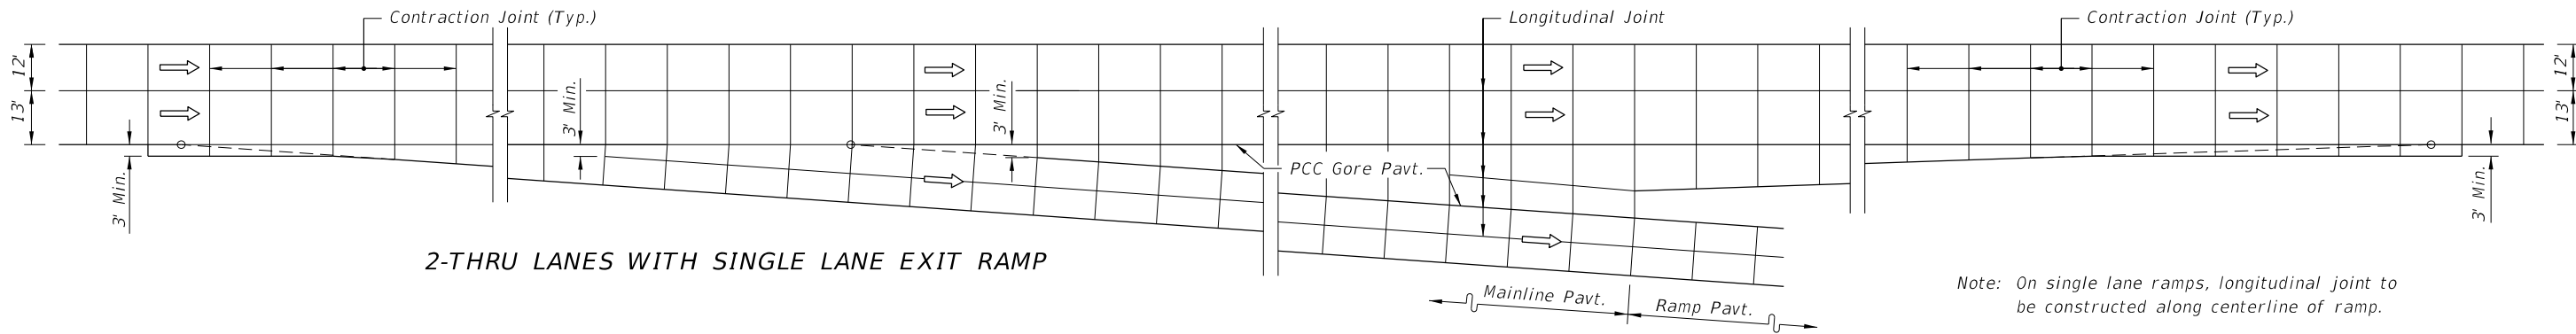 Contraction Joint (Typ.)
Longitudinal Joint
Contraction Joint (Typ.)
12'
13'
3' Min.
3' Min.
3' Min.
PCC Gore Pavt.
12'
13'
3' Min.
2-THRU LANES WITH SINGLE LANE EXIT RAMP
Mainline Pavt.
Ramp Pavt.
Note: On single lane ramps, longitudinal joint to
be constructed along centerline of ramp.